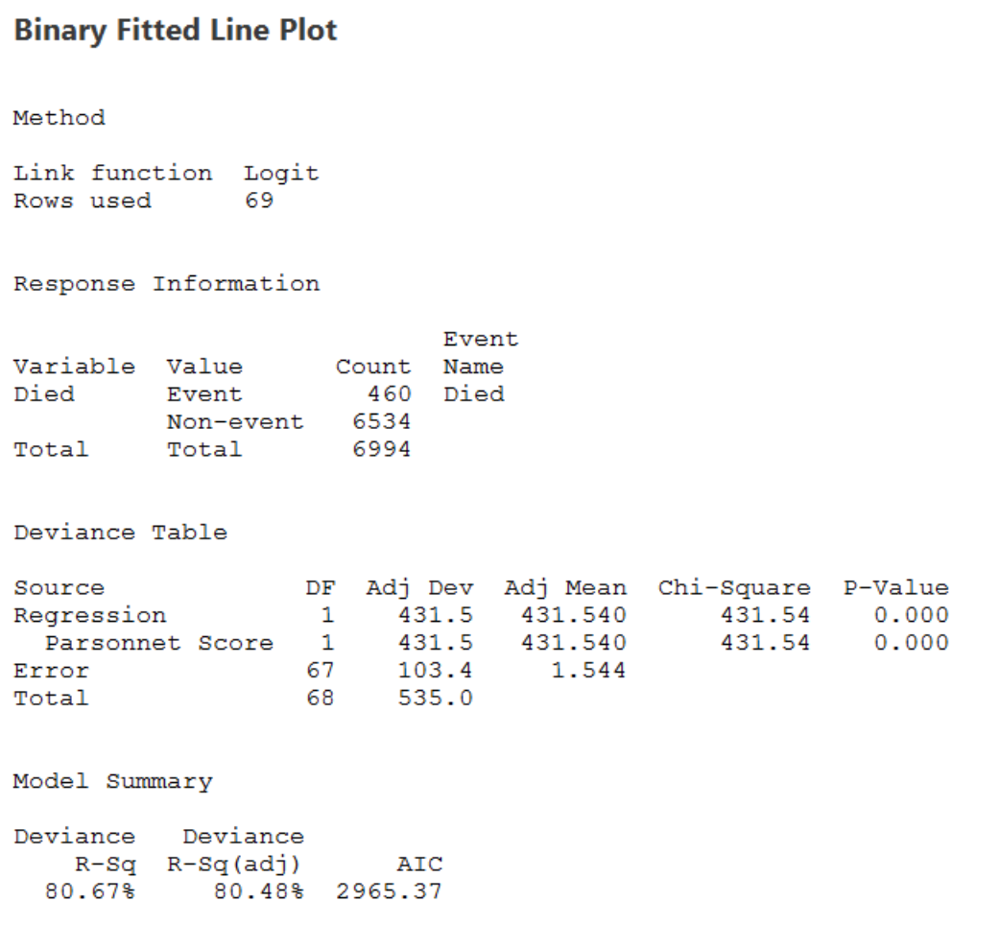 Binary Fitted Line Plot
Method
Link function  Logit
Rows used      69
Response Information
                            Event
Variable  Value      Count  Name
Died      Event        460  Died
          Non-event   6534
Total     Total       6994
Deviance Table
Source             DF  Adj Dev  Adj Mean  Chi-Square  P-Value
Regression          1    431.5   431.540      431.54    0.000
  Parsonnet Score   1    431.5   431.540      431.54    0.000
Error              67    103.4     1.544
Total              68    535.0
Model Summary
Deviance   Deviance
    R-Sq  R-Sq(adj)      AIC
  80.67%     80.48%  2965.37